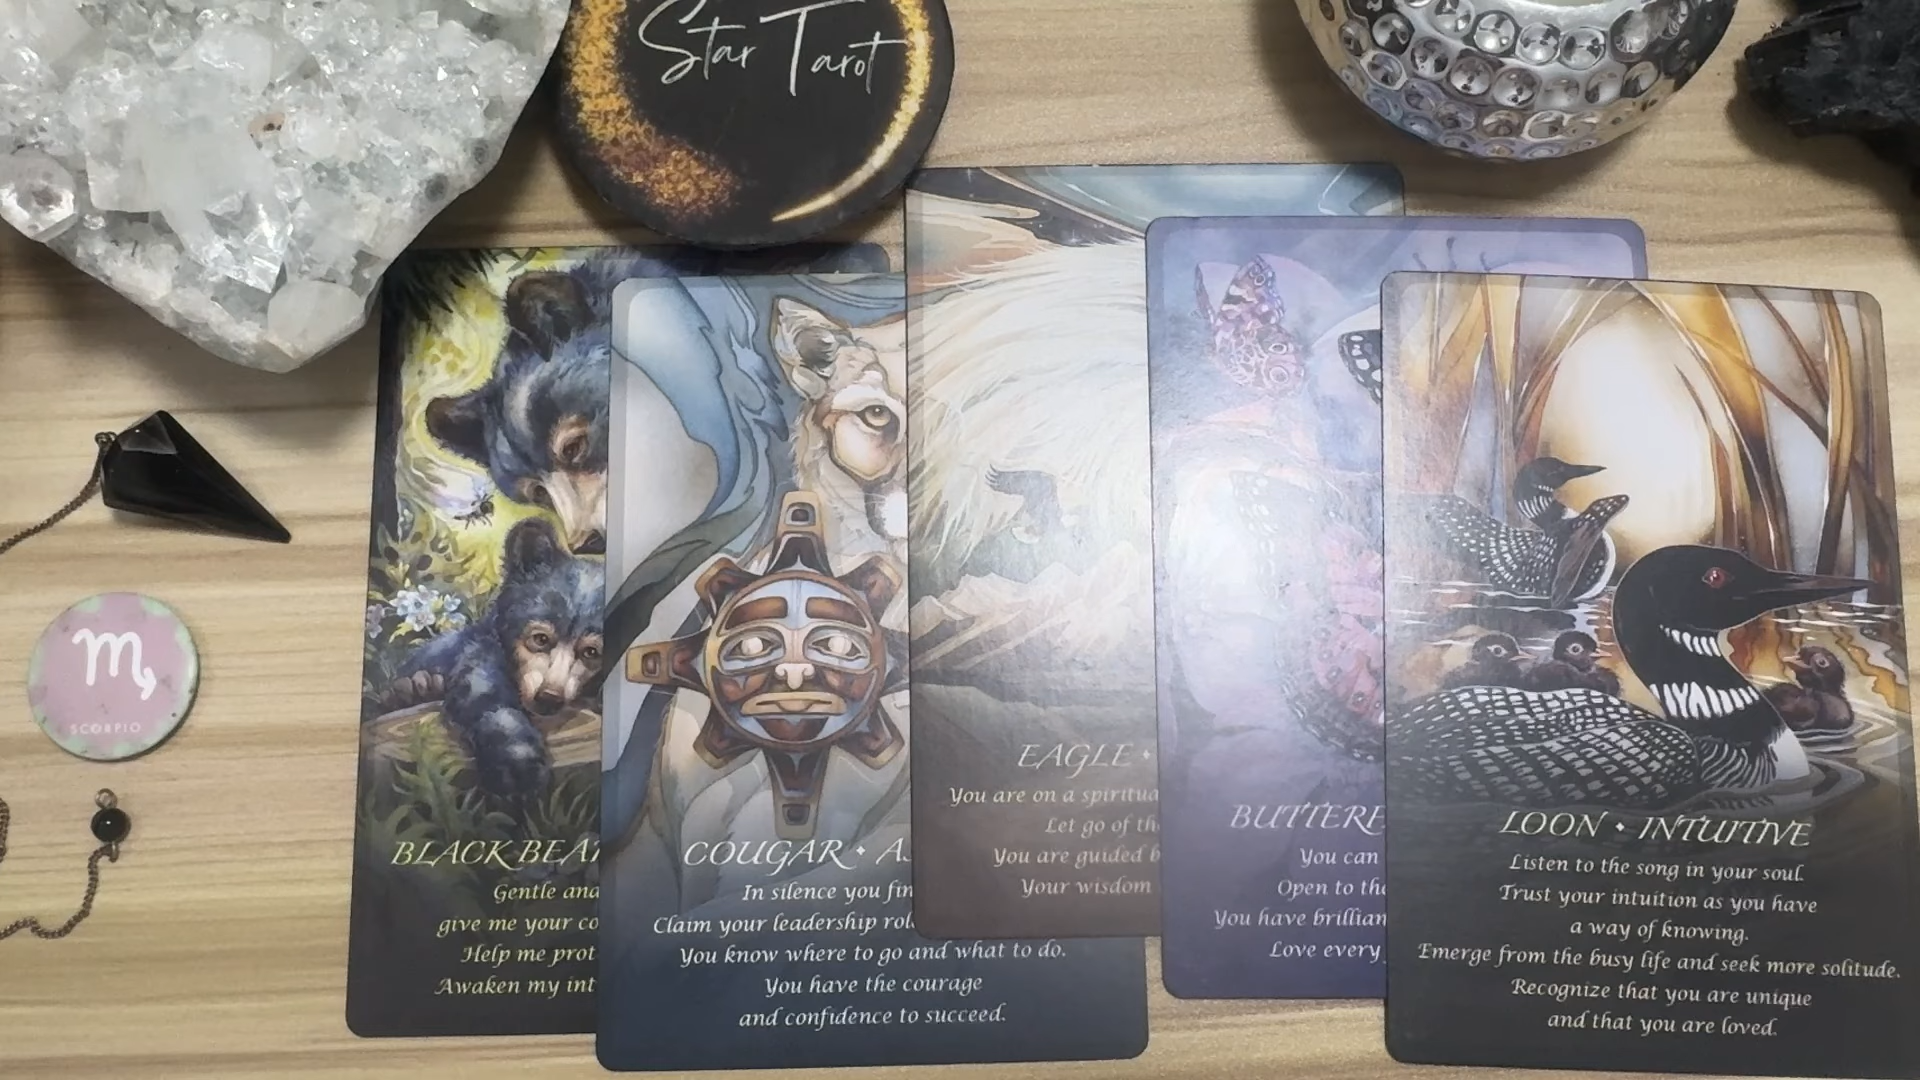 Star Tarot
SCORPIO
BLACK BEAR
Gentle and
give me your co
Help me prot
Awaken my int
COUGAR ✦ AS
In silence you fin
Claim your leadership rol
You know where to go and what to do.
You have the courage
and confidence to succeed.
EAGLE ✦
You are on a spiritua
Let go of th
You are guided b
Your wisdom
BUTTERF
You can
Open to the
You have brillian
Love every
LOON ✦ INTUITIVE
Listen to the song in your soul.
Trust your intuition as you have
a way of knowing.
Emerge from the busy life and seek more solitude.
Recognize that you are unique
and that you are loved.